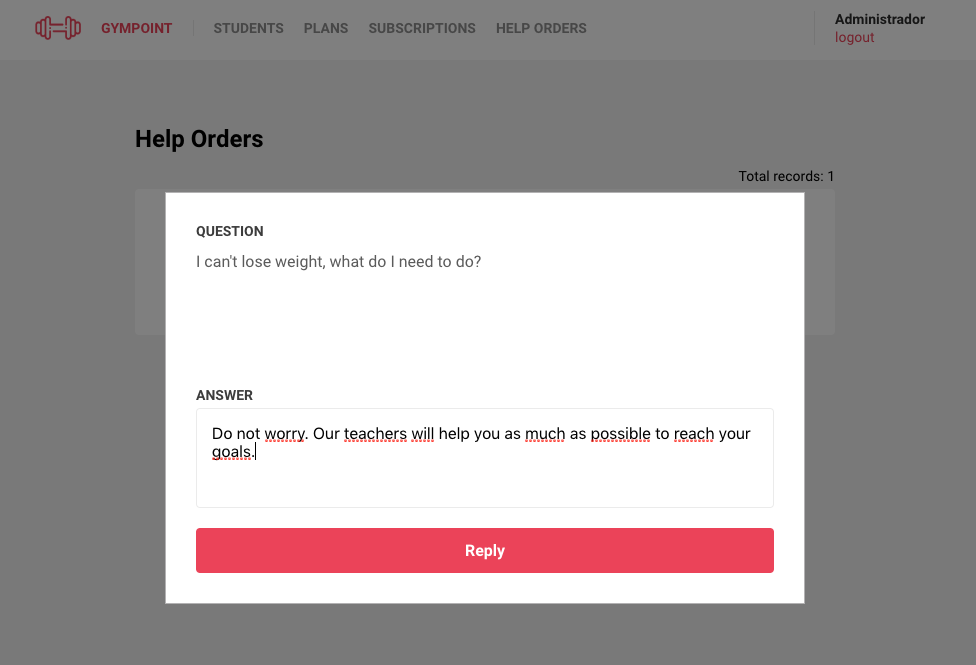 GYMPOINT STUDENTS PLANS SUBSCRIPTIONS HELP ORDERS Administrador
logout
Help Orders
Total records: 1
QUESTION
I can't lose weight, what do I need to do?
ANSWER
Do not worry. Our teachers will help you as much as possible to reach your
goals.
Reply